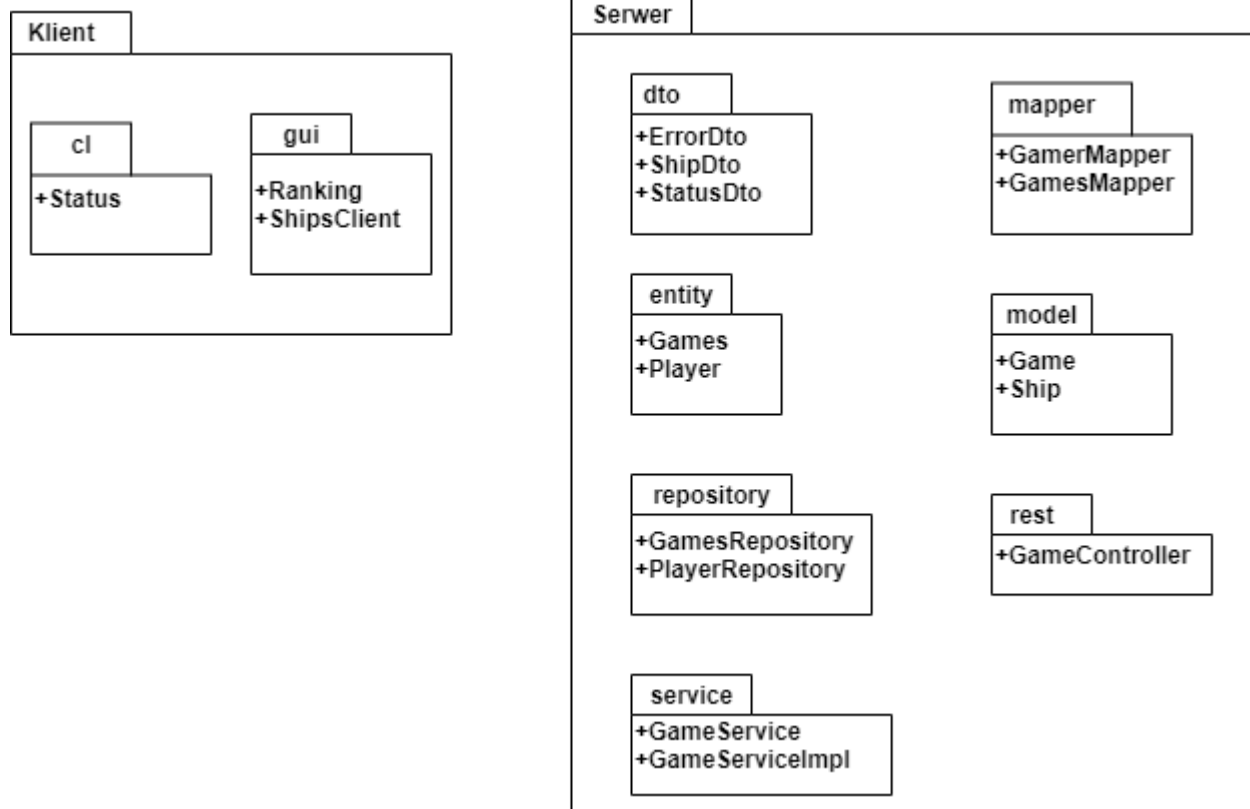 Klient
cl
+Status
gui
+Ranking
+ShipsClient
Serwer
dto
+ErrorDto
+ShipDto
+StatusDto
mapper
+GamerMapper
+GamesMapper
entity
+Games
+Player
model
+Game
+Ship
repository
+GamesRepository
+PlayerRepository
rest
+GameController
service
+GameService
+GameServiceImpl